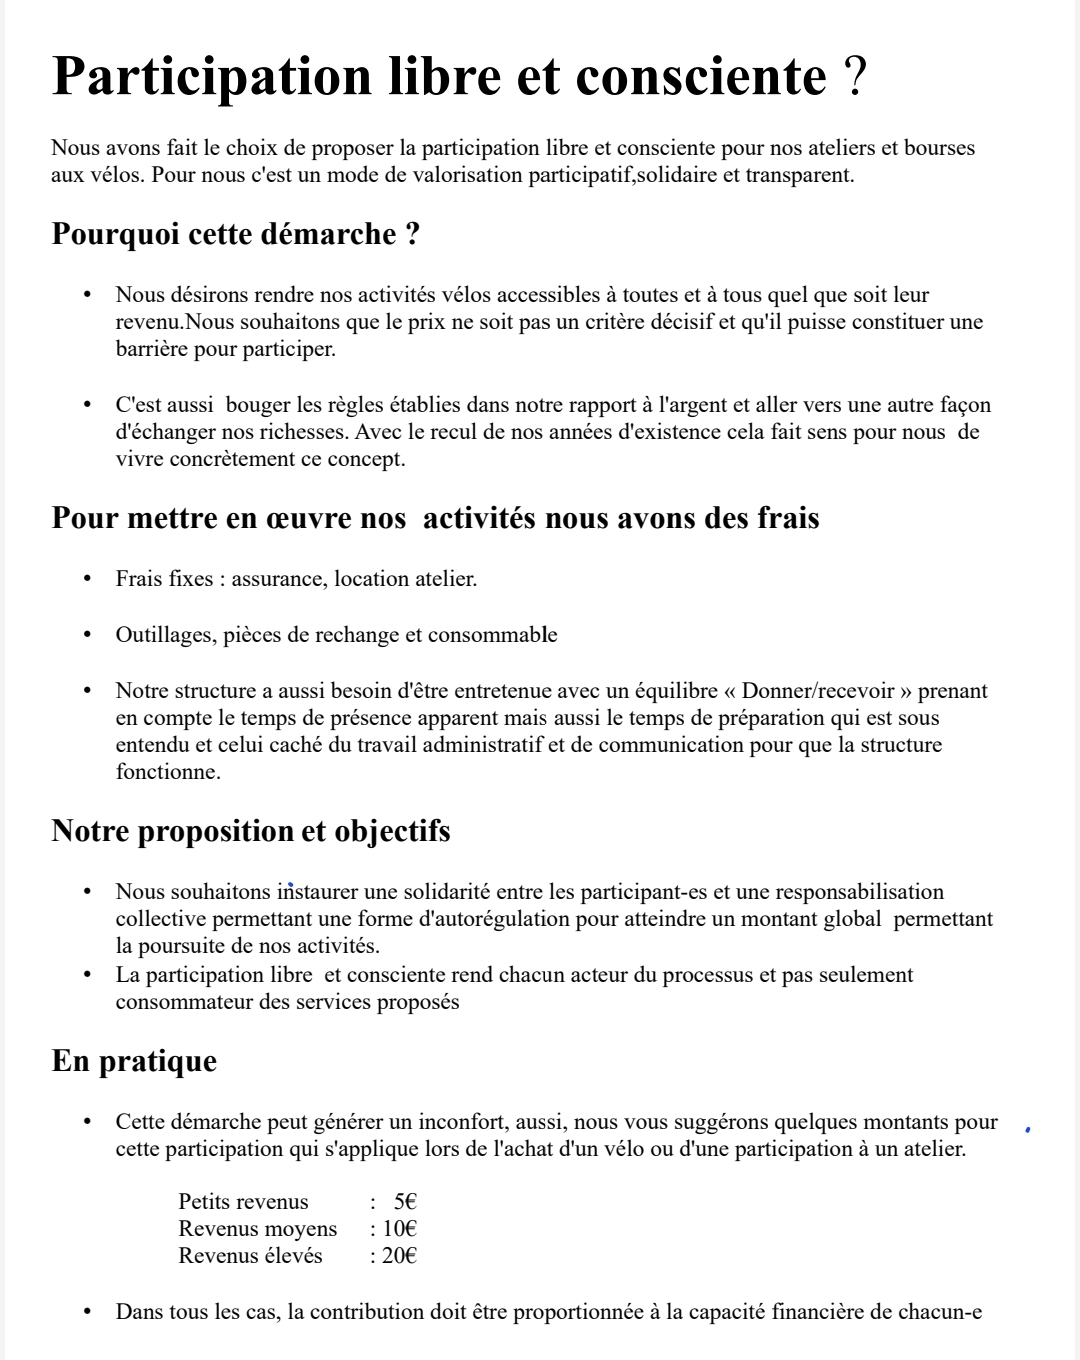 Participation libre et consciente ?
Nous avons fait le choix de proposer la participation libre et consciente pour nos ateliers et bourses
aux vélos. Pour nous c'est un mode de valorisation participatif,solidaire et transparent.
Pourquoi cette démarche ?
• Nous désirons rendre nos activités vélos accessibles à toutes et à tous quel que soit leur
revenu.Nous souhaitons que le prix ne soit pas un critère décisif et qu'il puisse constituer une
barrière pour participer.
• C'est aussi  bouger les règles établies dans notre rapport à l'argent et aller vers une autre façon
d'échanger nos richesses. Avec le recul de nos années d'existence cela fait sens pour nous  de
vivre concrètement ce concept.
Pour mettre en œuvre nos  activités nous avons des frais
• Frais fixes : assurance, location atelier.
• Outillages, pièces de rechange et consommable
• Notre structure a aussi besoin d'être entretenue avec un équilibre « Donner/recevoir » prenant
en compte le temps de présence apparent mais aussi le temps de préparation qui est sous
entendu et celui caché du travail administratif et de communication pour que la structure
fonctionne.
Notre proposition et objectifs
• Nous souhaitons instaurer une solidarité entre les participant-es et une responsabilisation
collective permettant une forme d'autorégulation pour atteindre un montant global  permettant
la poursuite de nos activités.
• La participation libre  et consciente rend chacun acteur du processus et pas seulement
consommateur des services proposés
En pratique
• Cette démarche peut générer un inconfort, aussi, nous vous suggérons quelques montants pour
cette participation qui s'applique lors de l'achat d'un vélo ou d'une participation à un atelier.
Petits revenus : 5€
Revenus moyens : 10€
Revenus élevés : 20€
• Dans tous les cas, la contribution doit être proportionnée à la capacité financière de chacun-e